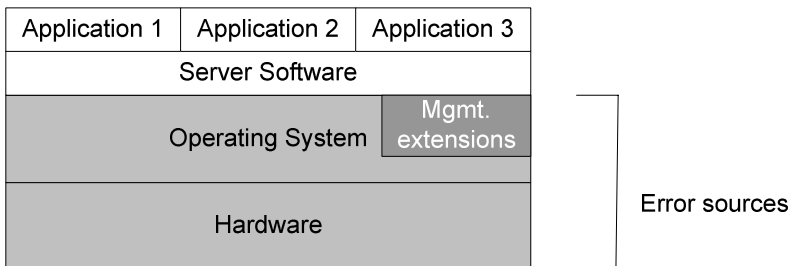 Application 1 Application 2 Application 3
Server Software
Mgmt.
extensions
Operating System
Error sources
Hardware